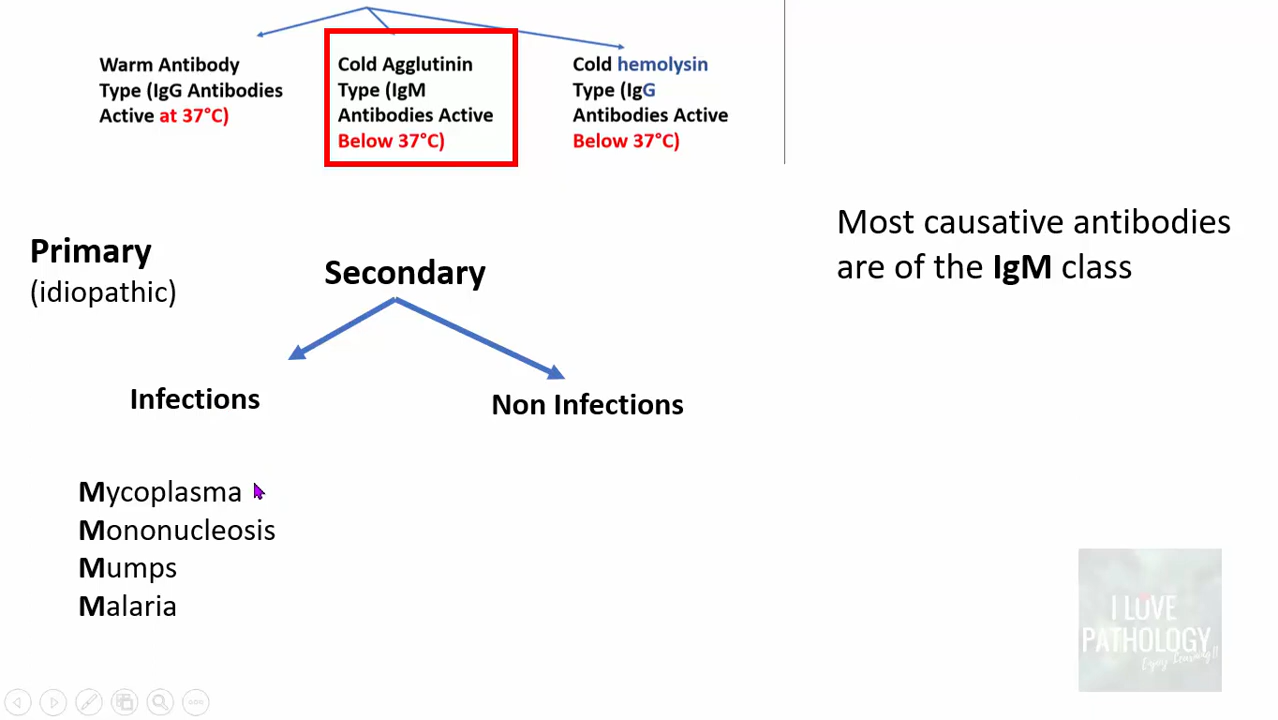 Warm Antibody
Type (IgG Antibodies
Active at 37°C)
Cold Agglutinin
Type (IgM
Antibodies Active
Below 37°C)
Cold hemolysin
Type (IgG
Antibodies Active
Below 37°C)
Primary
(idiopathic)
Secondary
Infections
Non Infections
Mycoplasma
Mononucleosis
Mumps
Malaria
Most causative antibodies
are of the IgM class
I LOVE
PATHOLOGY
Enjoy Learning!!